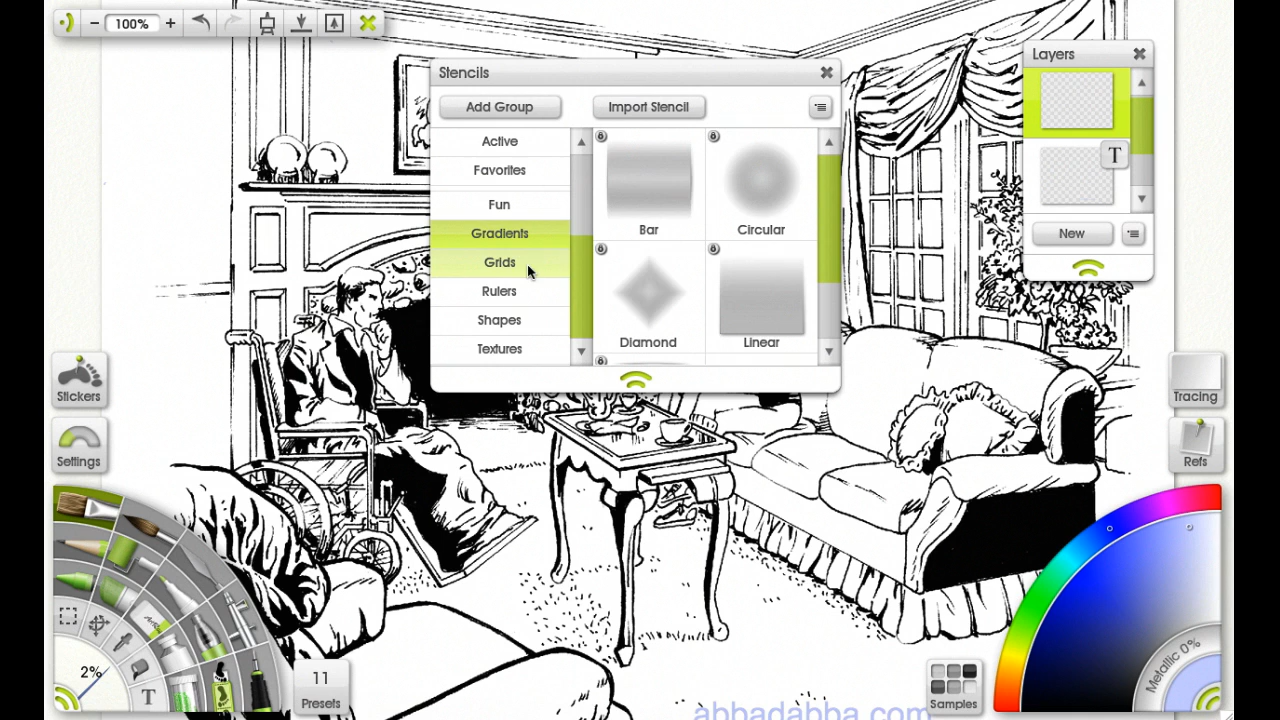 100%
Layers
Stencils
Add Group
Import Stencil
Active
Favorites
Fun
Gradients
Grids
Rulers
Shapes
Textures
Bar
Circular
Diamond
Linear
T
New
Stickers
Settings
Tracing
Refs
2%
T
11
Presets
Samples
Metallic 0%
abbadabba.com